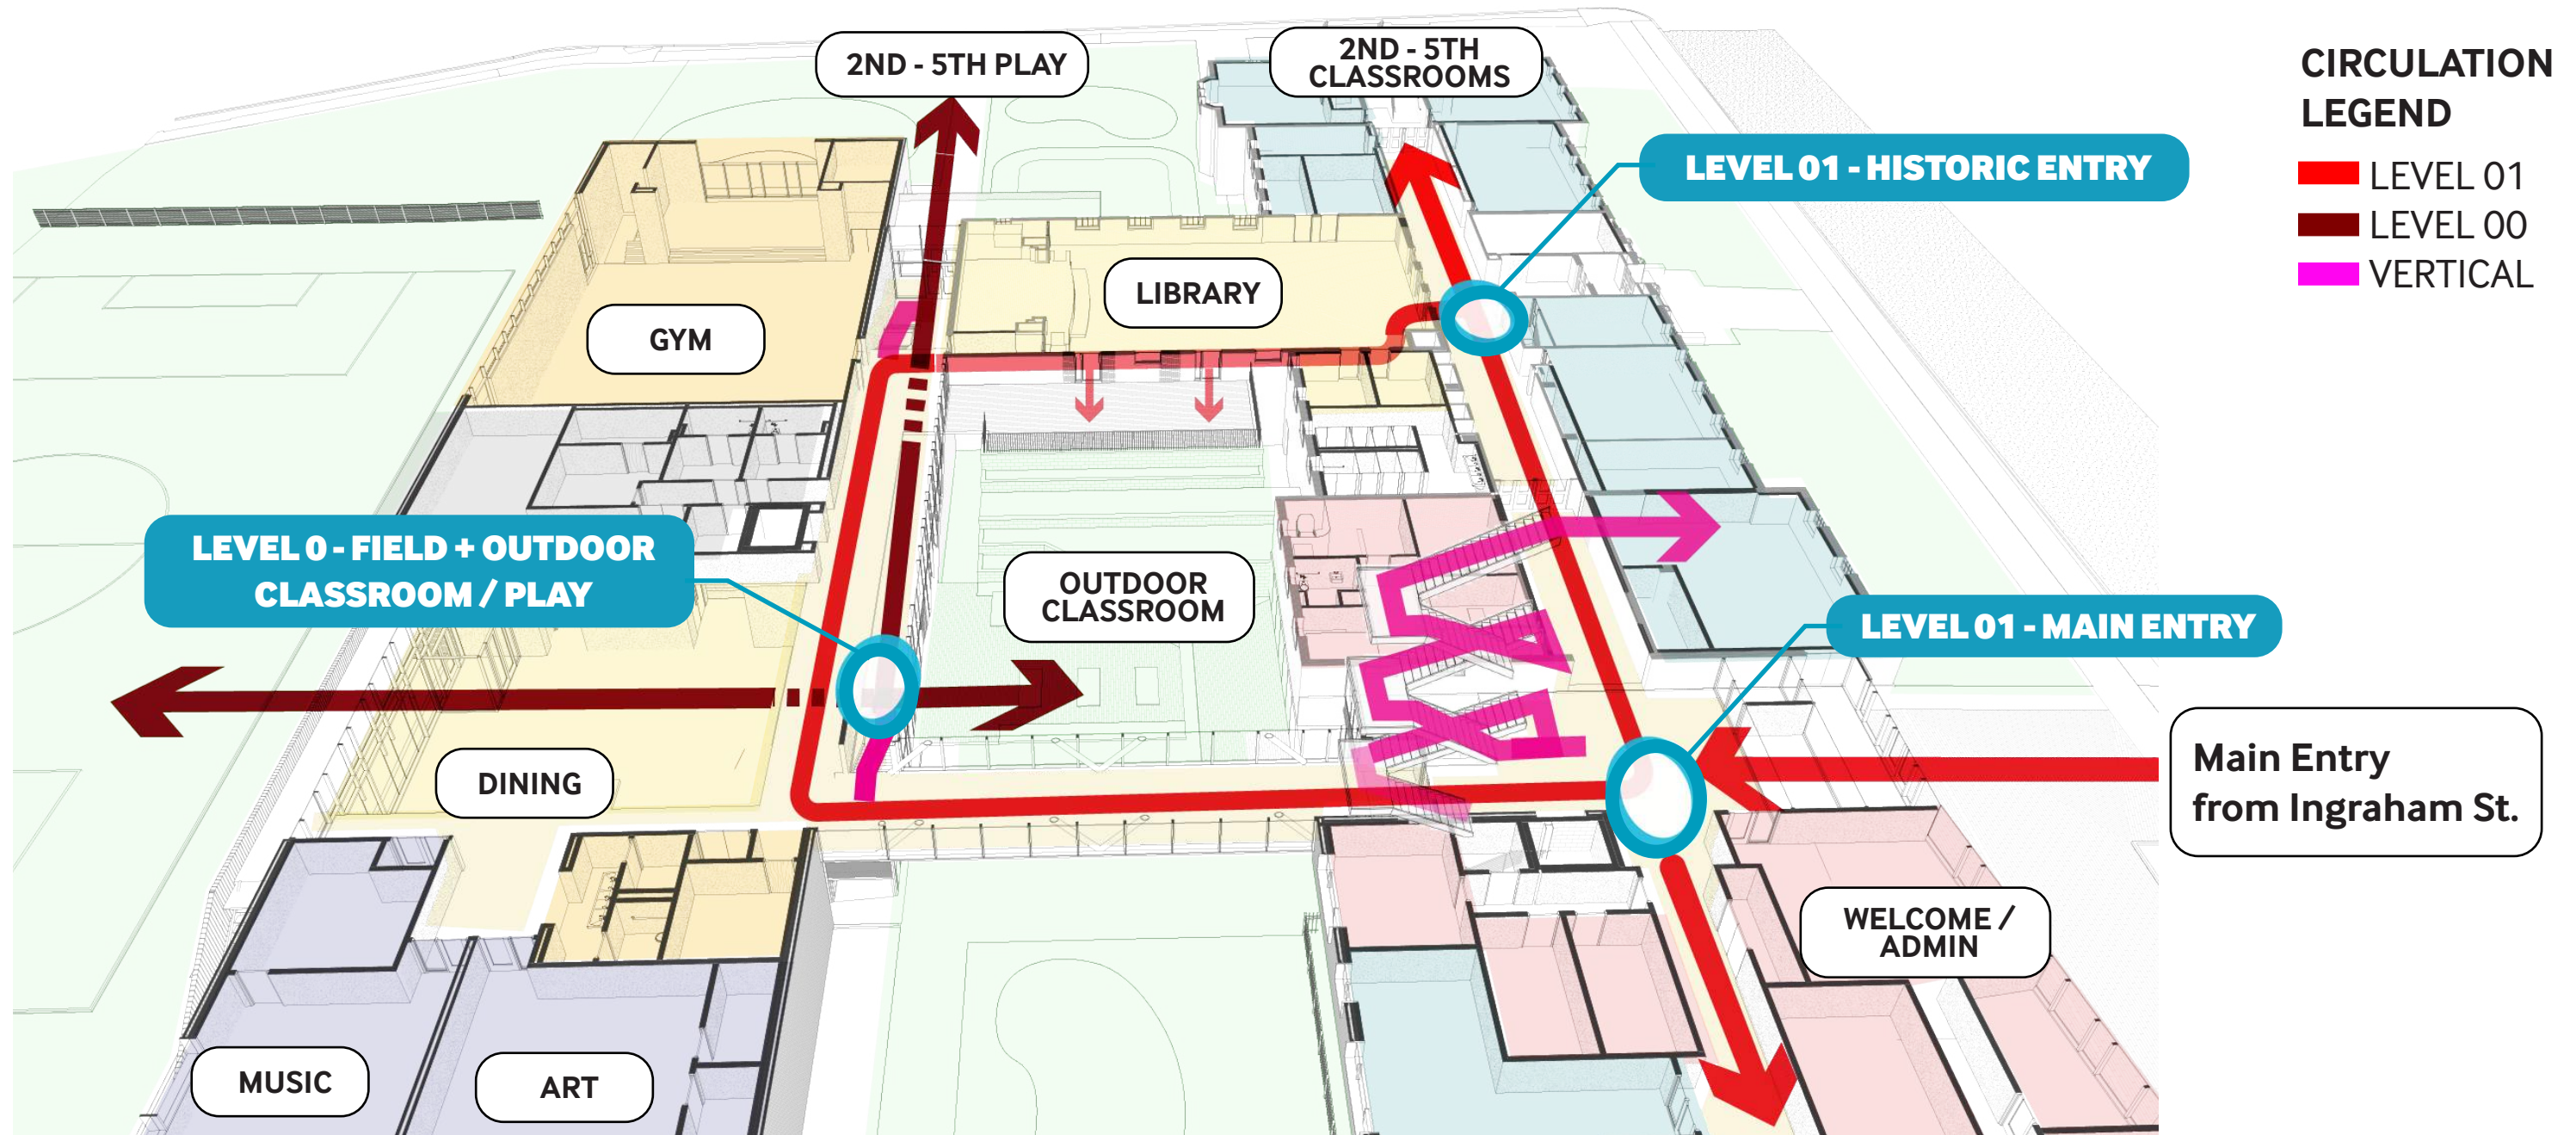 2ND - 5TH PLAY
2ND - 5TH
CLASSROOMS
CIRCULATION
LEGEND
LEVEL 01
LEVEL 00
VERTICAL
LEVEL 01 - HISTORIC ENTRY
LIBRARY
GYM
LEVEL 0 - FIELD + OUTDOOR
CLASSROOM / PLAY
OUTDOOR
CLASSROOM
LEVEL 01 - MAIN ENTRY
Main Entry
from Ingraham St.
DINING
WELCOME /
ADMIN
MUSIC
ART